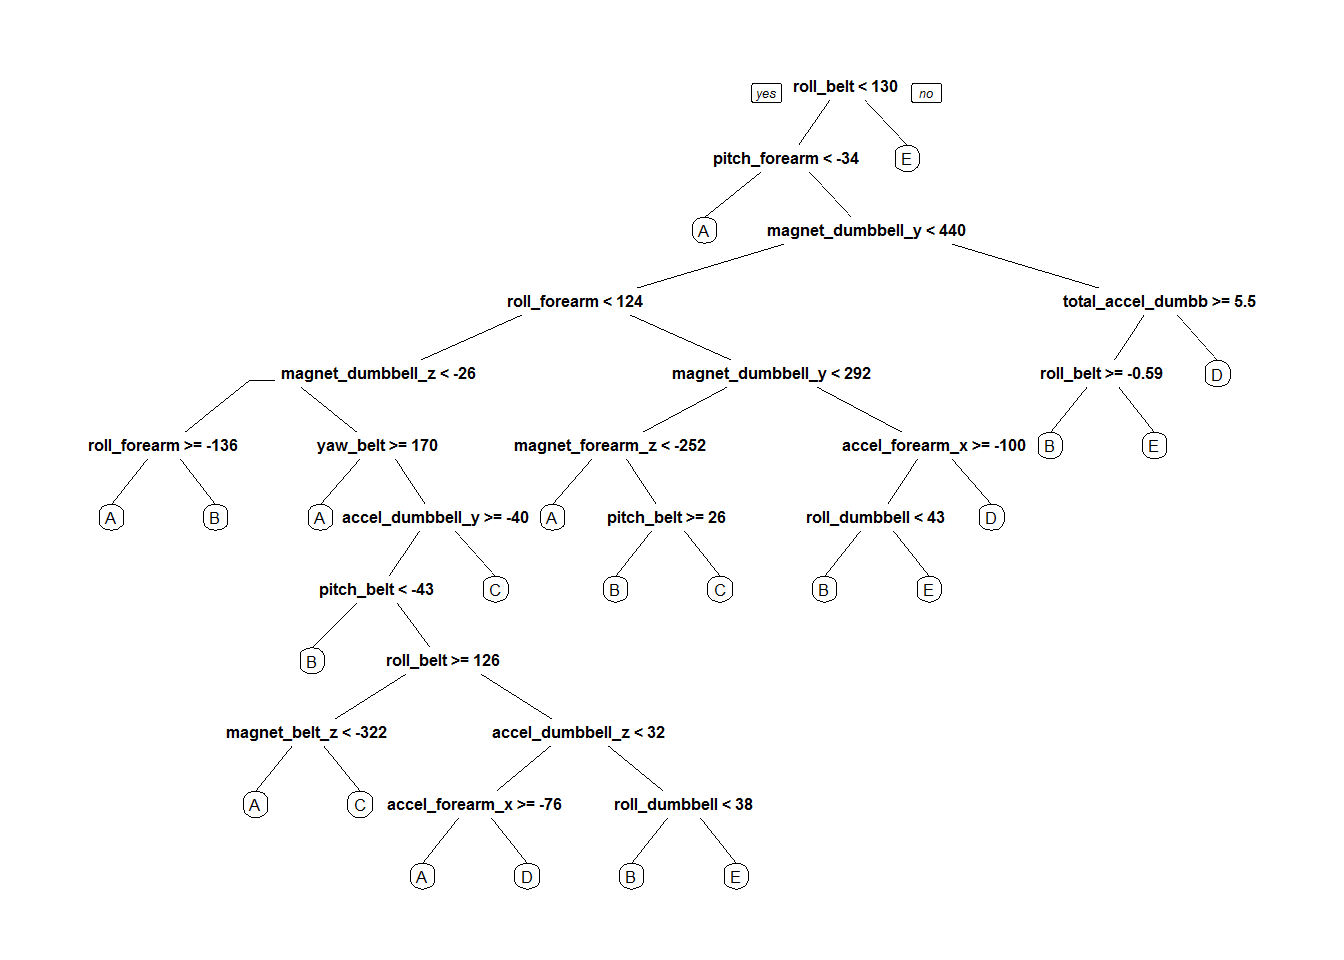 yes roll_belt < 130 no
pitch_forearm < -34 E
A magnet_dumbbell_y < 440
roll_forearm < 124 total_accel_dumbb >= 5.5
magnet_dumbbell_z < -26 magnet_dumbbell_y < 292 roll_belt >= -0.59 D
roll_forearm >= -136 yaw_belt >= 170 magnet_forearm_z < -252 accel_forearm_x >= -100 B E
A B A accel_dumbbell_y >= -40 A pitch_belt >= 26 roll_dumbbell < 43 D
pitch_belt < -43 C B C B E
B roll_belt >= 126
magnet_belt_z < -322 accel_dumbbell_z < 32
A C accel_forearm_x >= -76 roll_dumbbell < 38
A D B E